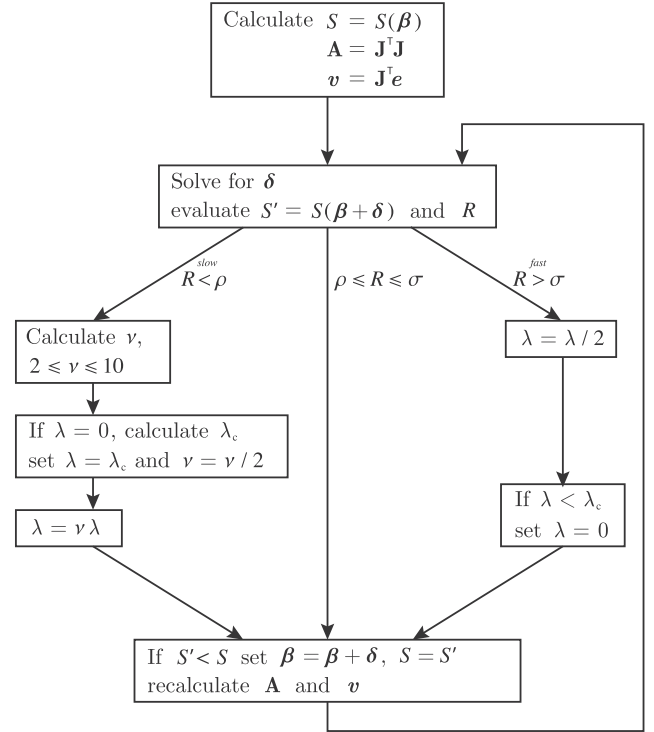 Calculate S = S(β)
A = JᵀJ
v = Jᵀe
Solve for δ
evaluate S′ = S(β + δ) and R
slow
R < ρ
ρ ⩽ R ⩽ σ
fast
R > σ
Calculate ν,
2 ⩽ ν ⩽ 10
λ = λ / 2
If λ = 0, calculate λc
set λ = λc and ν = ν / 2
λ = ν λ
If λ < λc
set λ = 0
If S′ < S set β = β + δ, S = S′
recalculate A and v